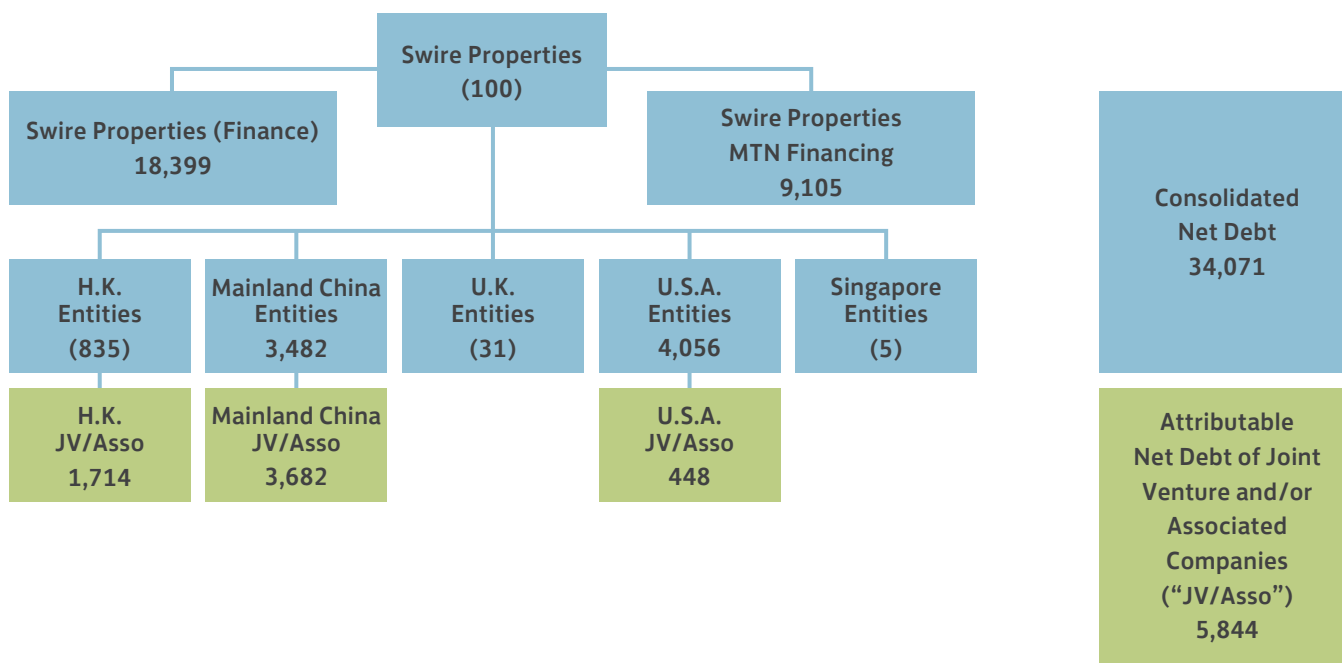 Swire Properties
(100)
Swire Properties (Finance)
18,399
Swire Properties
MTN Financing
9,105
H.K.
Entities
(835)
Mainland China
Entities
3,482
U.K.
Entities
(31)
U.S.A.
Entities
4,056
Singapore
Entities
(5)
H.K.
JV/Asso
1,714
Mainland China
JV/Asso
3,682
U.S.A.
JV/Asso
448
Consolidated
Net Debt
34,071
Attributable
Net Debt of Joint
Venture and/or
Associated
Companies
(“JV/Asso”)
5,844